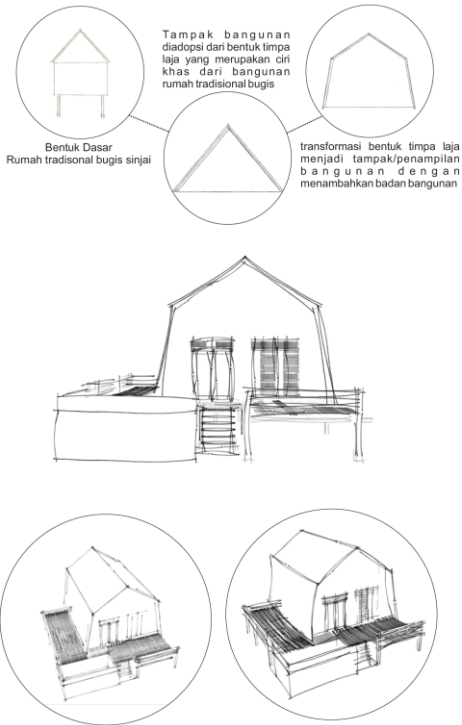 Tampak bangunan
diadopsi dari bentuk timpa
laja yang merupakan ciri
khas dari bangunan
rumah tradisional bugis
Bentuk Dasar
Rumah tradisonal bugis sinjai
transformasi bentuk timpa laja
menjadi tampak/penampilan
bangunan dengan
menambahkan badan bangunan